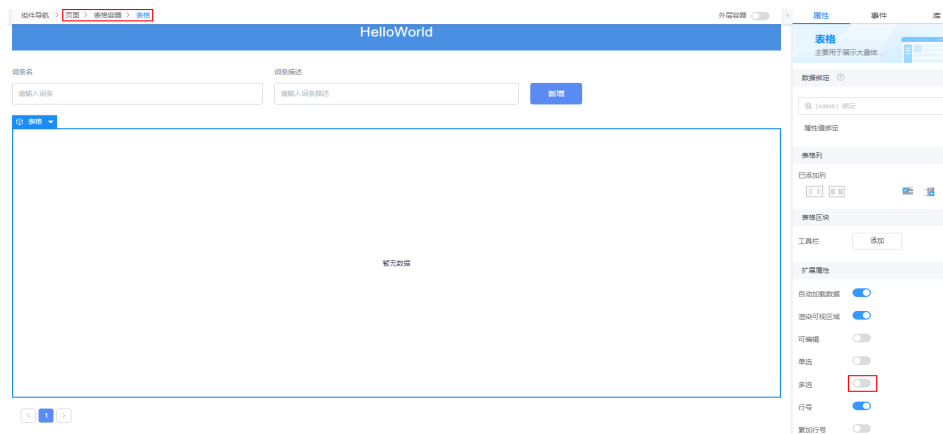 组件导航 > 页面 > 表格容器 > 表格
外层容器
属性 事件 库
HelloWorld
表格
主要用于展示大量结...
词条名 词条描述
请输入词条 请输入词条描述 新增
数据绑定
值（value）绑定
属性值绑定
表格
表格列
已添加列
表格区块
工具栏 添加
暂无数据
扩展属性
自动加载数据
渲染可视区域
可编辑
单选
多选
行号
累加行号
< 1 >